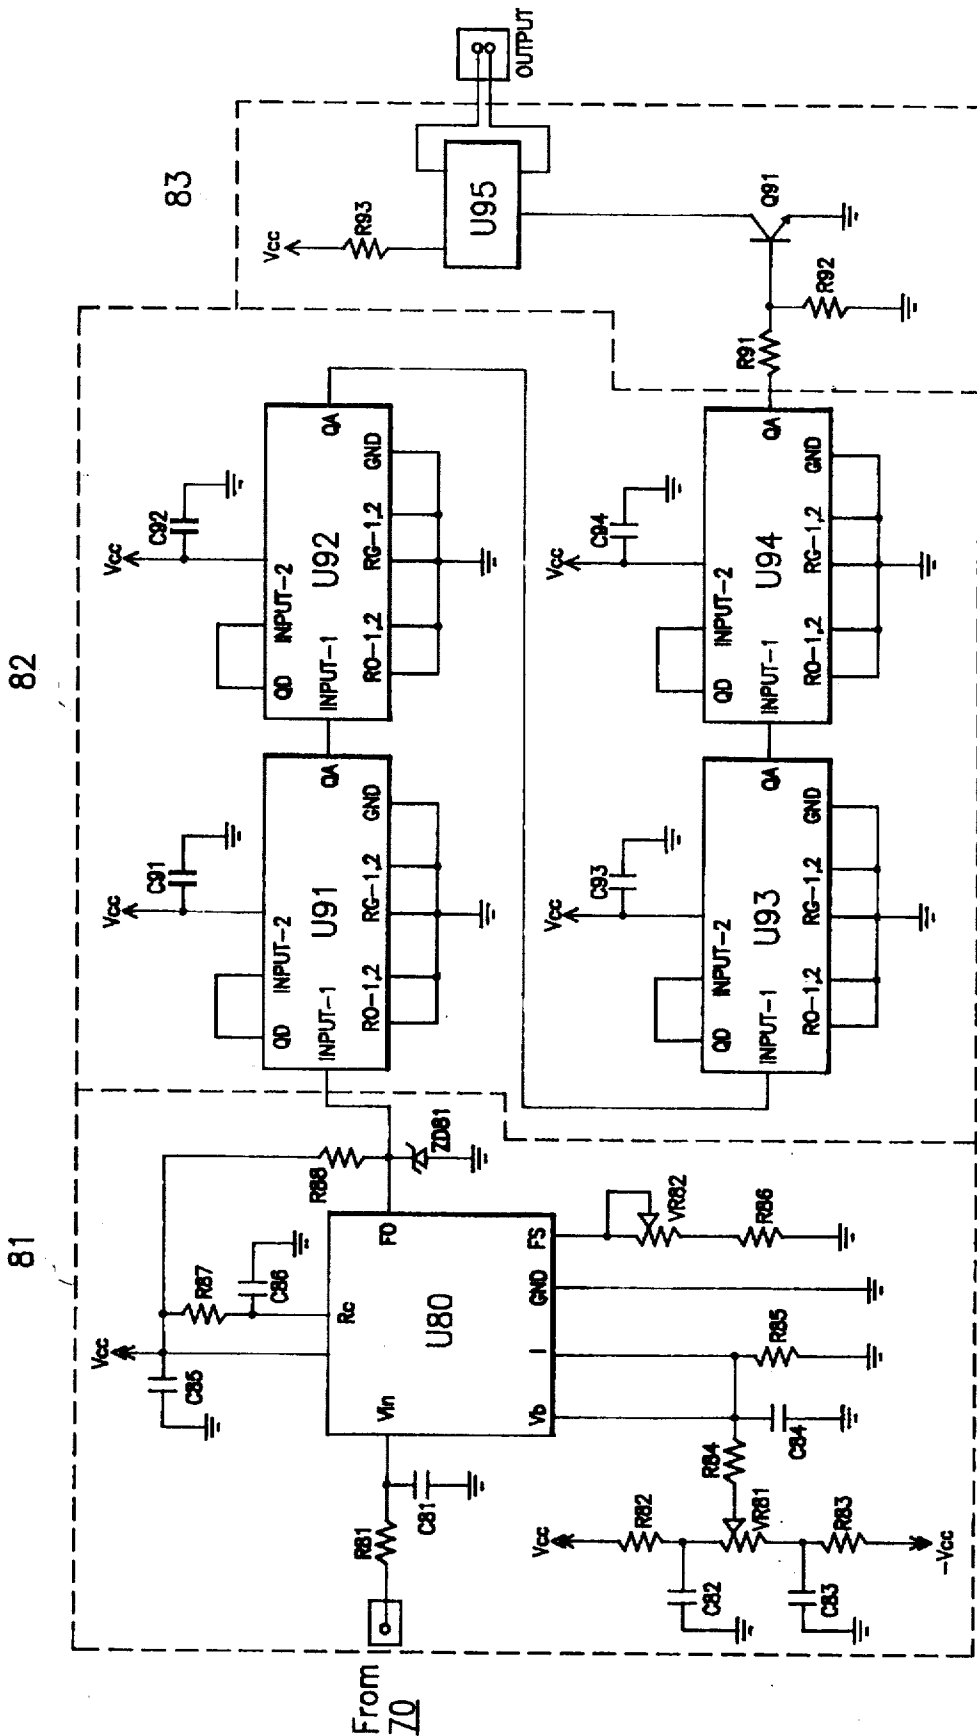 81
82
83
From
70
R81
C81
Vcc
C85
R87
C86
R88
Vin
Rc
U80
FO
ZD81
Vb
I
GND
FS
Vcc
R82
C82
VR81
C83
R83
-Vcc
R84
C84
R85
VR82
R86
Vcc
C91
QD
INPUT-2
INPUT-1
U91
QA
RO-1,2
RG-1,2
GND
Vcc
C92
QD
INPUT-2
INPUT-1
U92
QA
RO-1,2
RG-1,2
GND
Vcc
C93
QD
INPUT-2
INPUT-1
U93
QA
RO-1,2
RG-1,2
GND
Vcc
C94
QD
INPUT-2
INPUT-1
U94
QA
RO-1,2
RG-1,2
GND
Vcc
R93
U95
OUTPUT
R91
R92
Q91